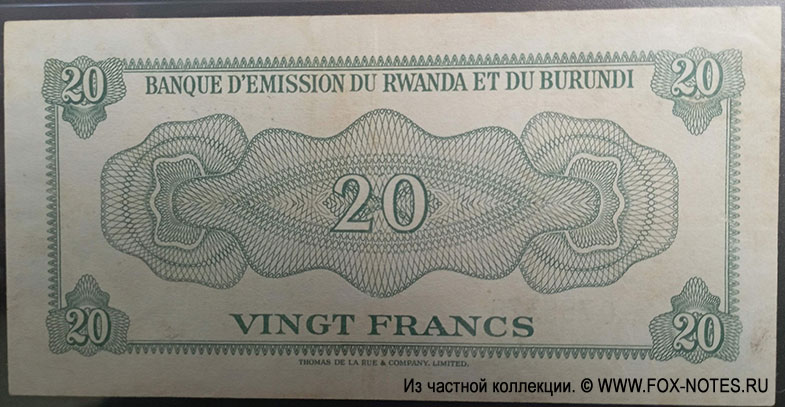 20 BANQUE D'EMISSION DU RWANDA ET DU BURUNDI 20
20
20 VINGT FRANCS 20
THOMAS DE LA RUE & COMPANY, LIMITED.
Из частной коллекции. © WWW.FOX-NOTES.RU